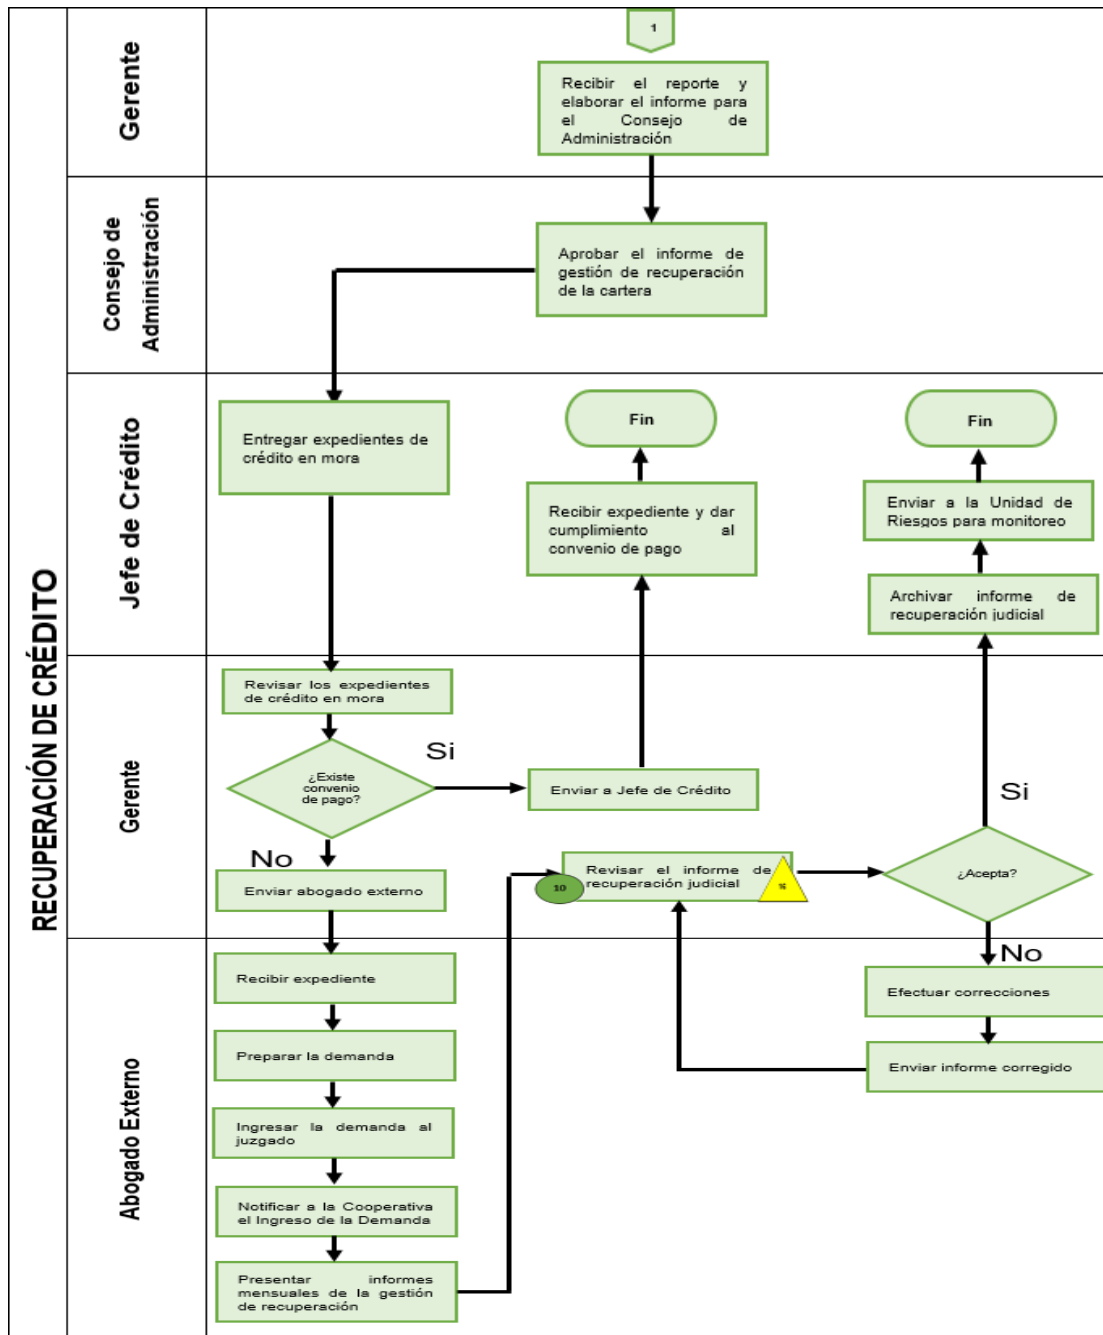 RECUPERACIÓN DE CRÉDITO
Gerente
1
Recibir el reporte y
elaborar el informe para
el Consejo de
Administración
Consejo de
Administración
Aprobar el informe de
gestión de recuperación
de la cartera
Jefe de Crédito
Entregar expedientes de
crédito en mora
Fin
Recibir expediente y dar
cumplimiento al
convenio de pago
Fin
Enviar a la Unidad de
Riesgos para monitoreo
Archivar informe de
recuperación judicial
Gerente
Revisar los expedientes
de crédito en mora
¿Existe
convenio
de pago?
Si
Enviar a Jefe de Crédito
No
Enviar abogado externo
Revisar el informe de
recuperación judicial
10
¿Acepta?
Si
No
Abogado Externo
Recibir expediente
Preparar la demanda
Ingresar la demanda al
juzgado
Notificar a la Cooperativa
el Ingreso de la Demanda
Presentar informes
mensuales de la gestión
de recuperación
Efectuar correcciones
Enviar informe corregido